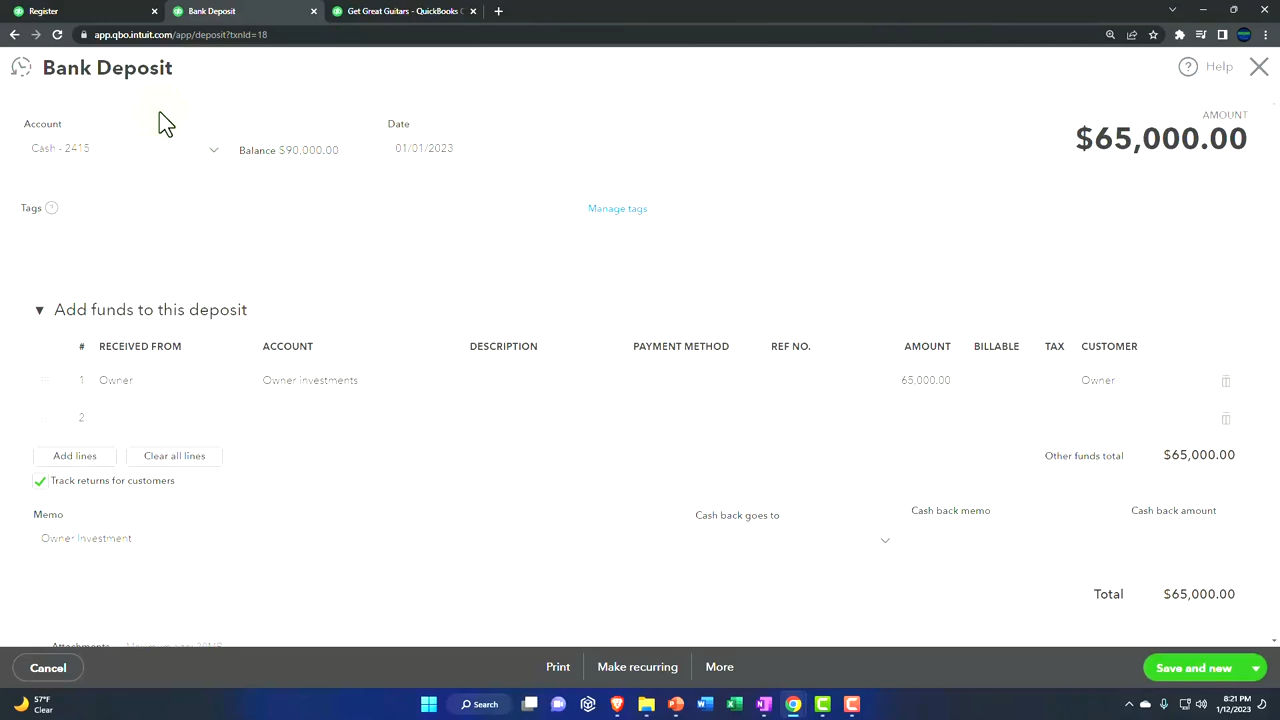 Register
Bank Deposit
Get Great Guitars - QuickBooks O
app.qbo.intuit.com/app/deposit?txnId=18
Bank Deposit
Help
Account
Date
AMOUNT
Cash - 2415
Balance $90,000.00
01/01/2023
$65,000.00
Tags
Manage tags
Add funds to this deposit
# RECEIVED FROM ACCOUNT DESCRIPTION PAYMENT METHOD REF NO. AMOUNT BILLABLE TAX CUSTOMER
1 Owner Owner investments 65,000.00 Owner
2
Add lines
Clear all lines
Other funds total $65,000.00
Track returns for customers
Memo
Cash back goes to
Cash back memo
Cash back amount
Owner Investment
Total $65,000.00
Attachments
Cancel
Print
Make recurring
More
Save and new
57°F
Clear
Search
8:21 PM
1/12/2023